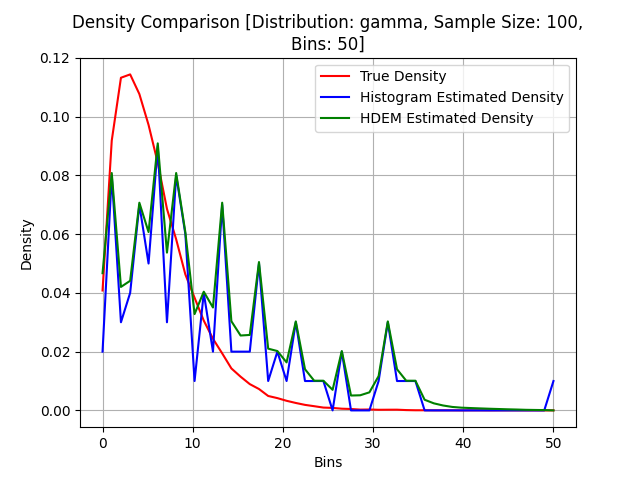 Density Comparison [Distribution: gamma, Sample Size: 100,
Bins: 50]
True Density
Histogram Estimated Density
HDEM Estimated Density
Density
0.12
0.10
0.08
0.06
0.04
0.02
0.00
0 10 20 30 40 50
Bins